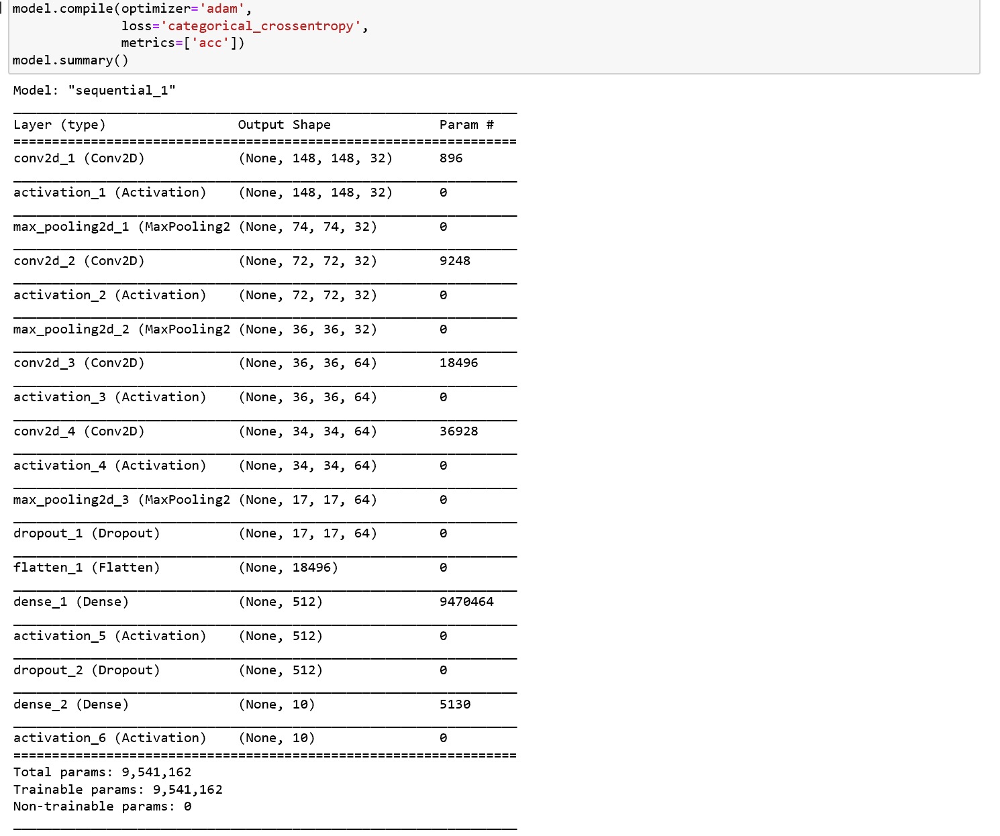 model.compile(optimizer='adam',
              loss='categorical_crossentropy',
              metrics=['acc'])
model.summary()
Model: "sequential_1"
_________________________________________________________________
Layer (type)                 Output Shape              Param #
=================================================================
conv2d_1 (Conv2D)            (None, 148, 148, 32)      896
_________________________________________________________________
activation_1 (Activation)    (None, 148, 148, 32)      0
_________________________________________________________________
max_pooling2d_1 (MaxPooling2 (None, 74, 74, 32)        0
_________________________________________________________________
conv2d_2 (Conv2D)            (None, 72, 72, 32)        9248
_________________________________________________________________
activation_2 (Activation)    (None, 72, 72, 32)        0
_________________________________________________________________
max_pooling2d_2 (MaxPooling2 (None, 36, 36, 32)        0
_________________________________________________________________
conv2d_3 (Conv2D)            (None, 36, 36, 64)        18496
_________________________________________________________________
activation_3 (Activation)    (None, 36, 36, 64)        0
_________________________________________________________________
conv2d_4 (Conv2D)            (None, 34, 34, 64)        36928
_________________________________________________________________
activation_4 (Activation)    (None, 34, 34, 64)        0
_________________________________________________________________
max_pooling2d_3 (MaxPooling2 (None, 17, 17, 64)        0
_________________________________________________________________
dropout_1 (Dropout)          (None, 17, 17, 64)        0
_________________________________________________________________
flatten_1 (Flatten)          (None, 18496)             0
_________________________________________________________________
dense_1 (Dense)              (None, 512)               9470464
_________________________________________________________________
activation_5 (Activation)    (None, 512)               0
_________________________________________________________________
dropout_2 (Dropout)          (None, 512)               0
_________________________________________________________________
dense_2 (Dense)              (None, 10)                5130
_________________________________________________________________
activation_6 (Activation)    (None, 10)                0
=================================================================
Total params: 9,541,162
Trainable params: 9,541,162
Non-trainable params: 0
_________________________________________________________________